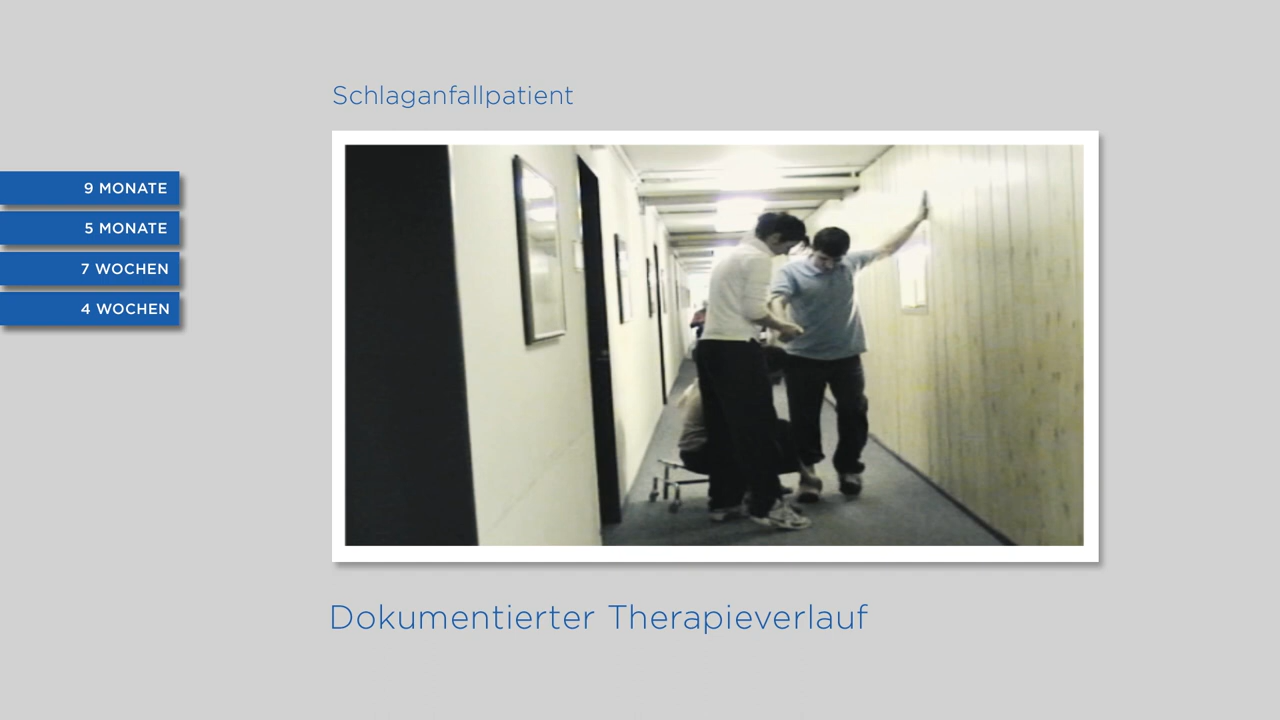 Schlaganfallpatient
9 MONATE
5 MONATE
7 WOCHEN
4 WOCHEN
Dokumentierter Therapieverlauf